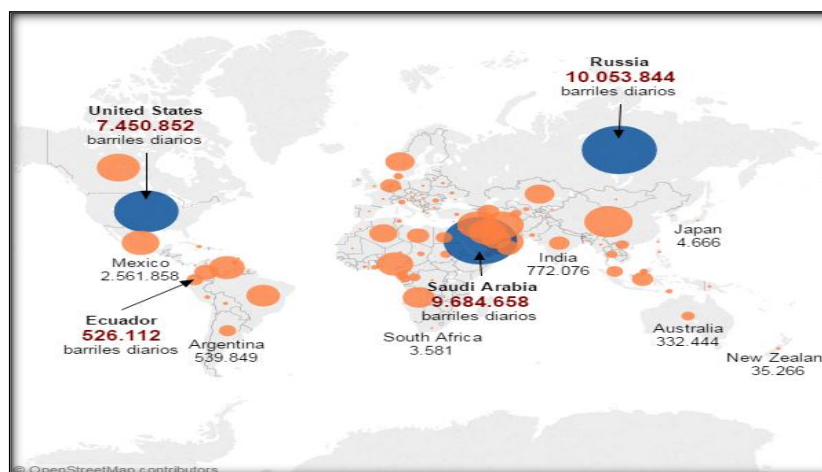 Russia
10.053.844
barriles diarios
United States
7.450.852
barriles diarios
Mexico
2.561.858
Ecuador
526.112
barriles diarios
Argentina
539.849
Saudi Arabia
9.684.658
barriles diarios
South Africa
3.581
India
772.076
Japan
4.666
Australia
332.444
New Zealan
35.266
© OpenStreetMap contributors